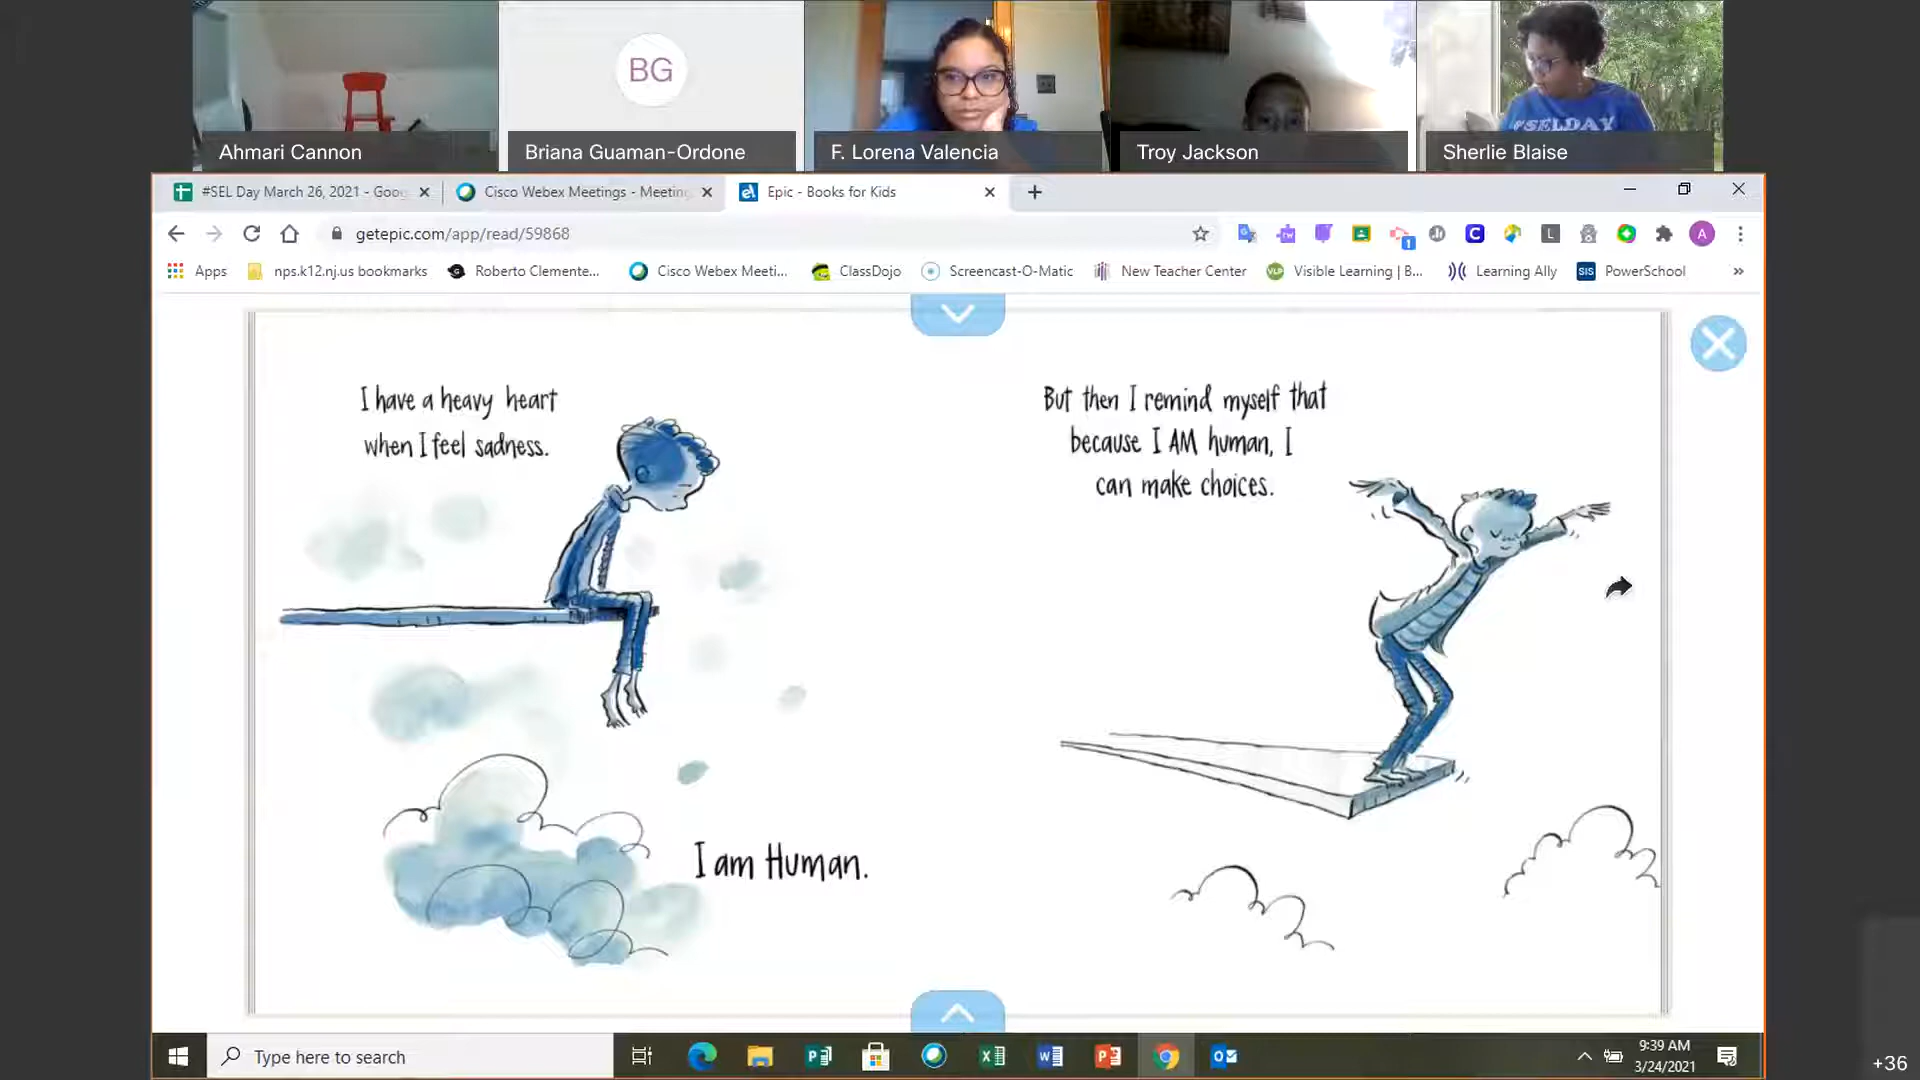 BG
#SELDAY
Ahmari Cannon
Briana Guaman-Ordone
F. Lorena Valencia
Troy Jackson
Sherlie Blaise
#SEL Day March 26, 2021 - Goog
Cisco Webex Meetings - Meeting
Epic - Books for Kids
getepic.com/app/read/59868
1
A
Apps
nps.k12.nj.us bookmarks
Roberto Clemente...
Cisco Webex Meeti...
ClassDojo
Screencast-O-Matic
New Teacher Center
Visible Learning | B...
Learning Ally
SIS
PowerSchool
»
I have a heavy heart
when I feel sadness.
I am Human.
But then I remind myself that
because I AM human, I
can make choices.
Type here to search
9:39 AM
3/24/2021
+36